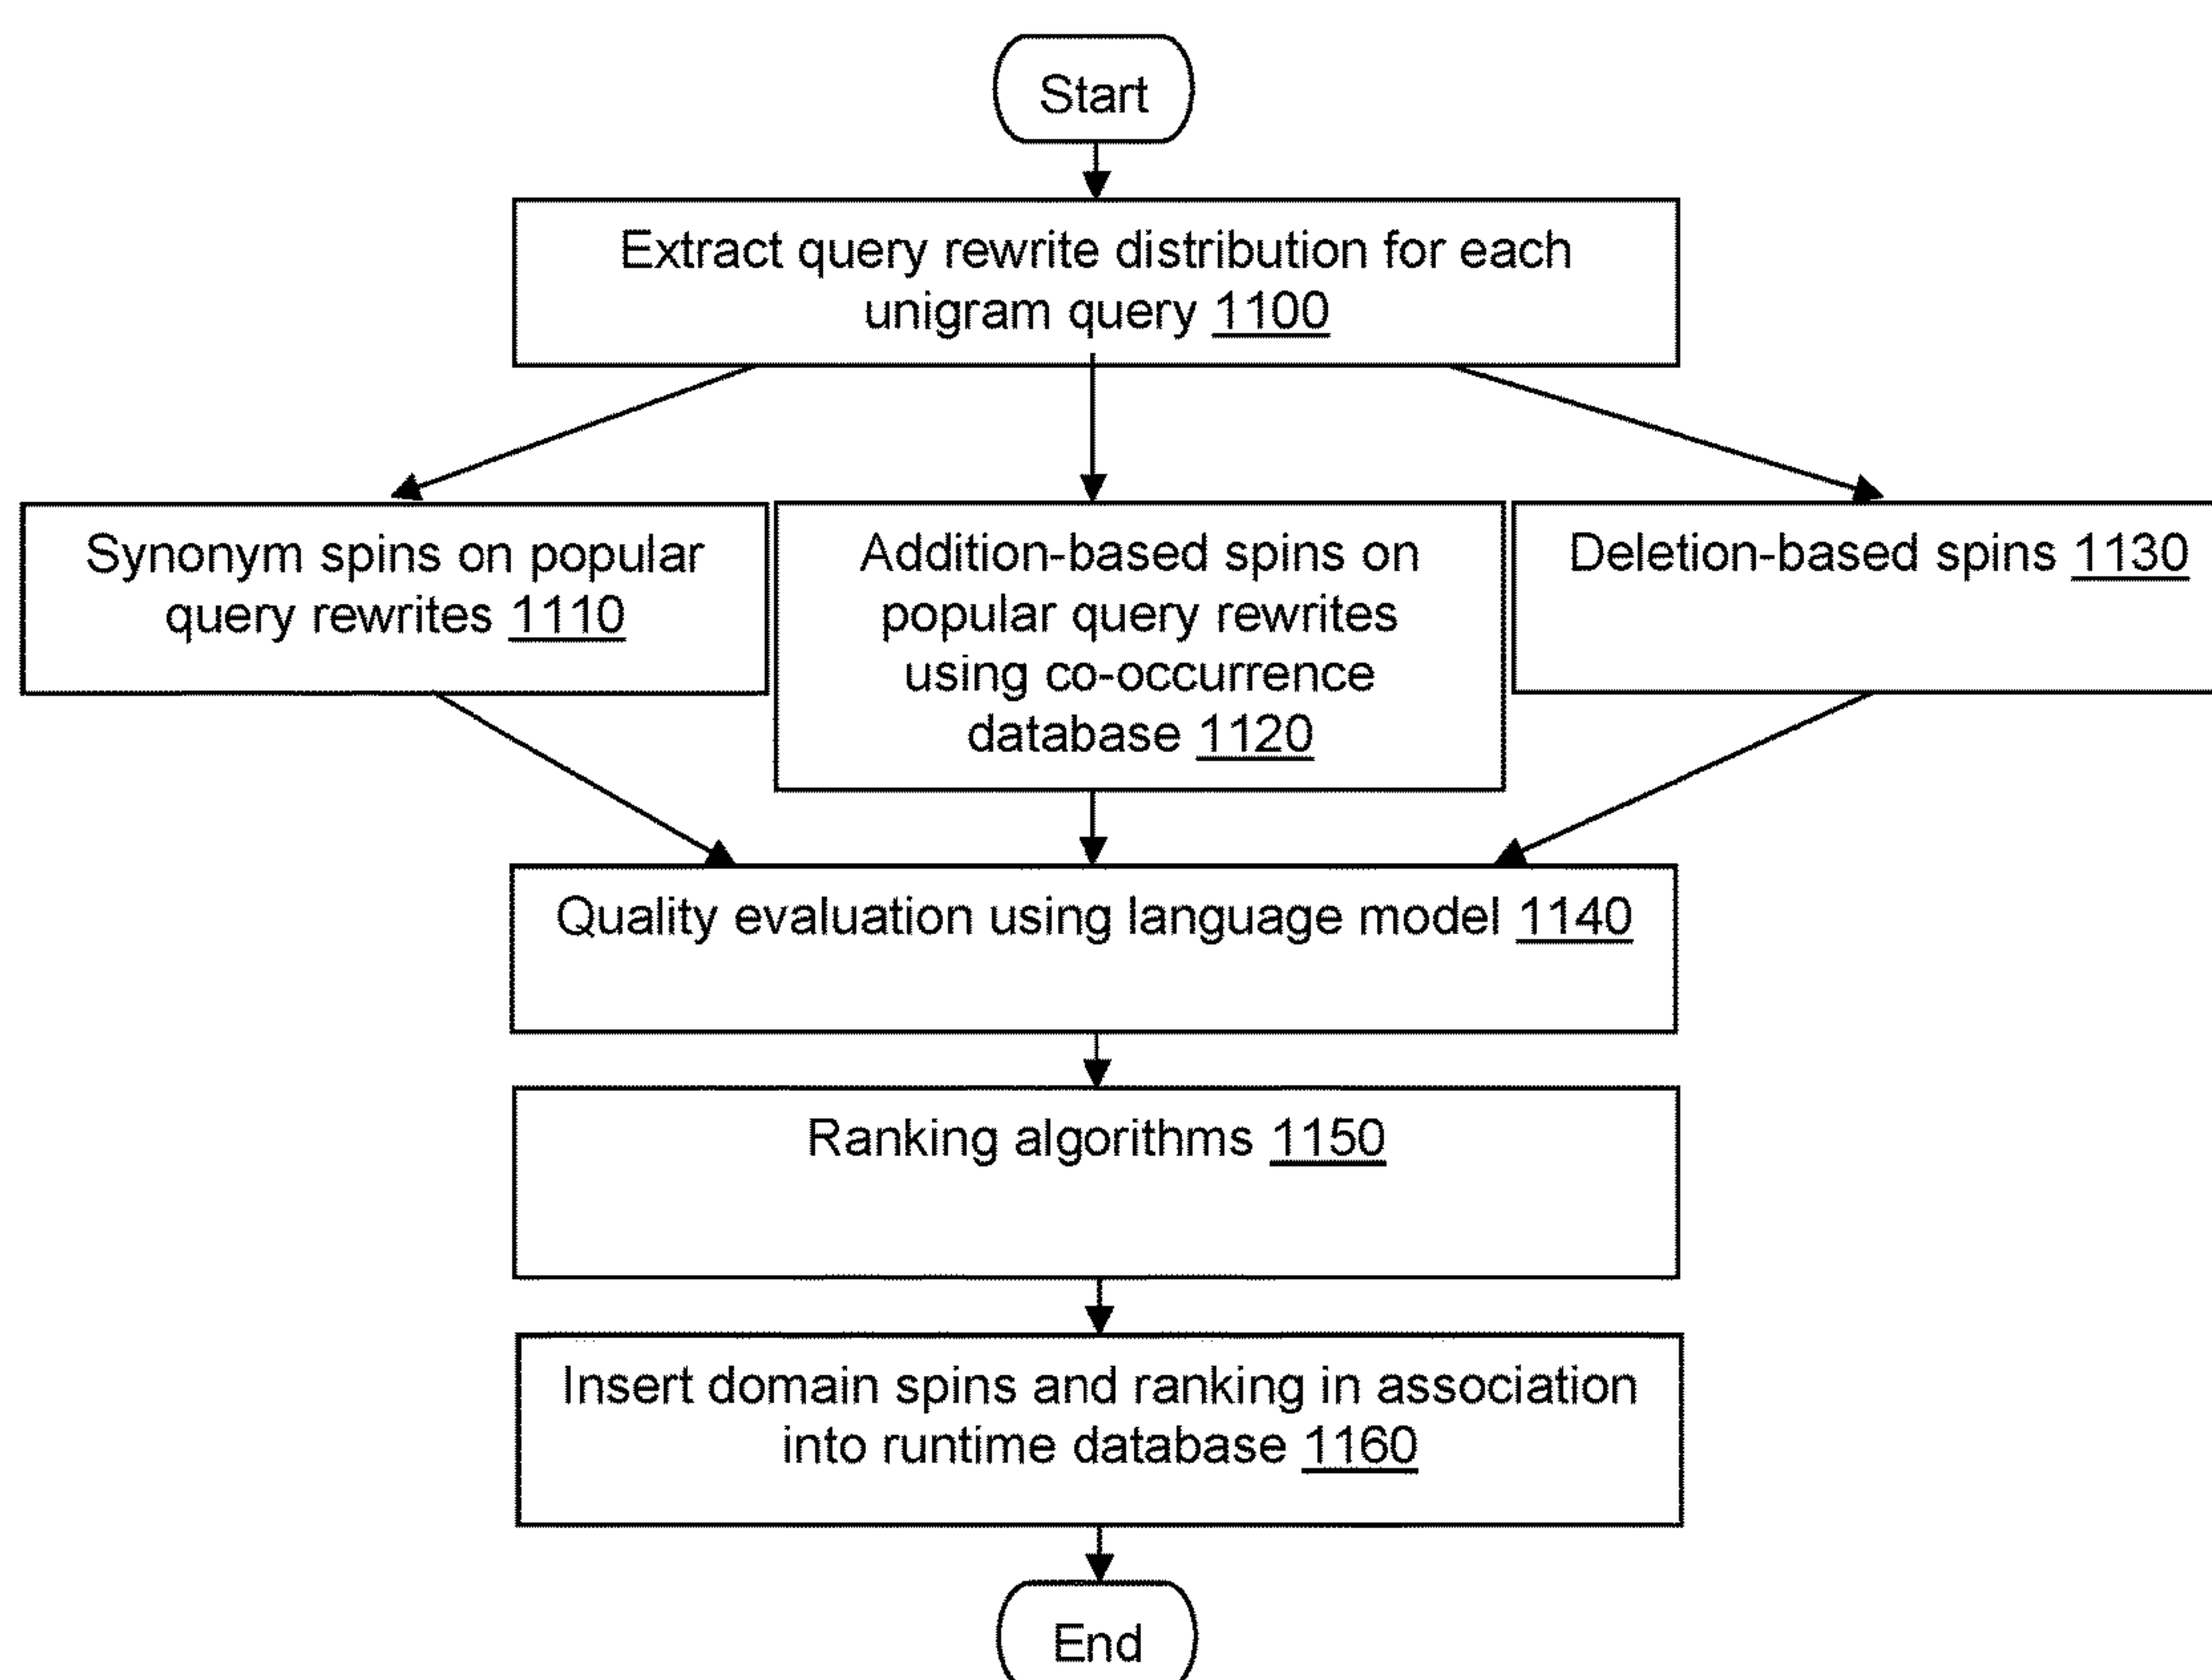 Start
Extract query rewrite distribution for each
unigram query 1100
Synonym spins on popular
query rewrites 1110
Addition-based spins on
popular query rewrites
using co-occurrence
database 1120
Deletion-based spins 1130
Quality evaluation using language model 1140
Ranking algorithms 1150
Insert domain spins and ranking in association
into runtime database 1160
End